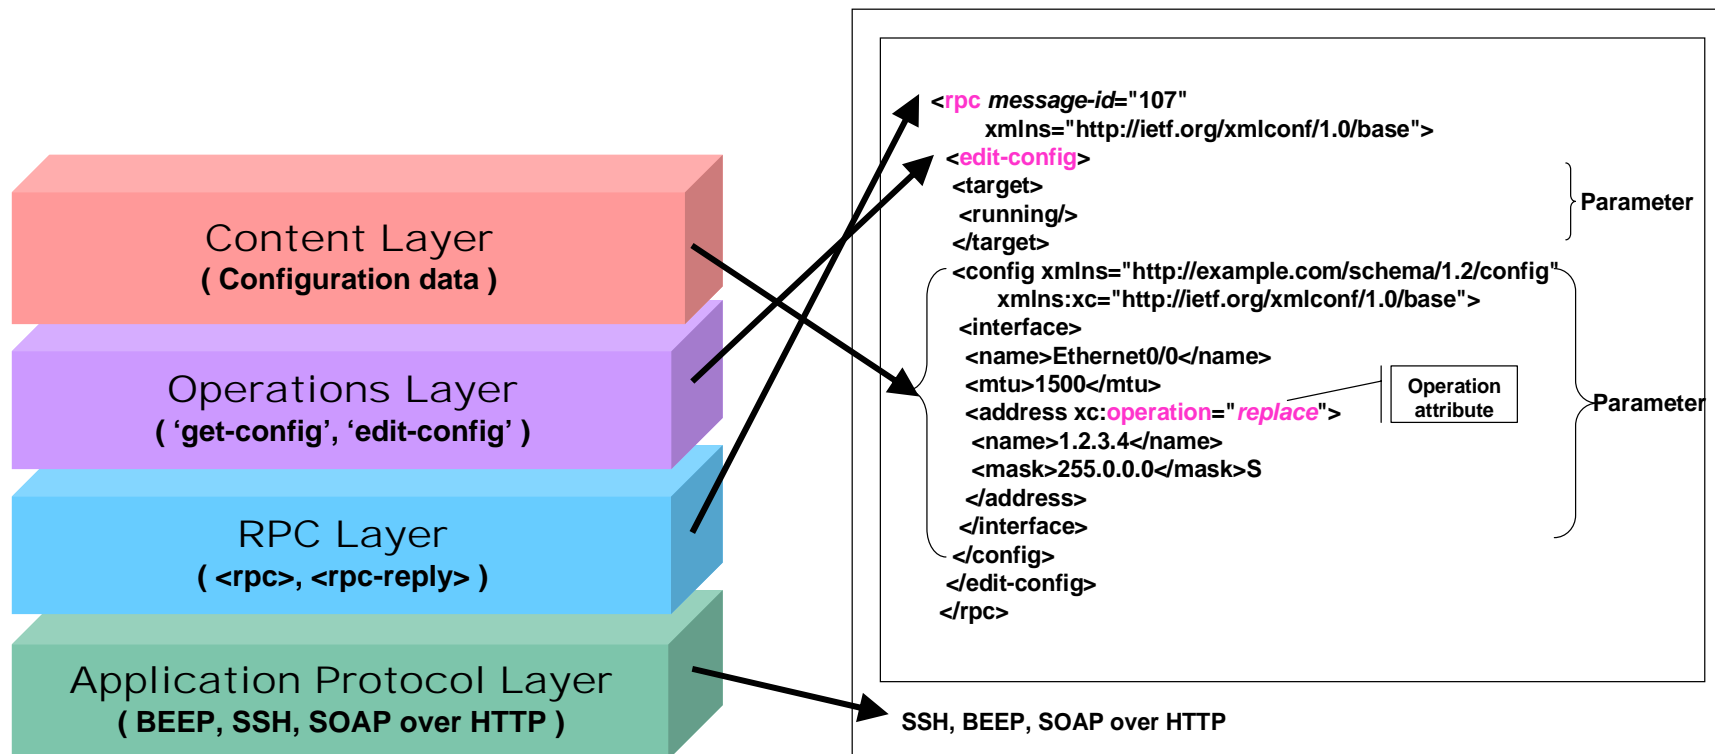 Content Layer
( Configuration data )
Operations Layer
( ‘get-config’, ‘edit-config’ )
RPC Layer
( <rpc>, <rpc-reply> )
Application Protocol Layer
( BEEP, SSH, SOAP over HTTP )
<rpc message-id="107"
xmlns="http://ietf.org/xmlconf/1.0/base">
<edit-config>
<target>
<running/>
</target>
Parameter
<config xmlns="http://example.com/schema/1.2/config"
xmlns:xc="http://ietf.org/xmlconf/1.0/base">
<interface>
<name>Ethernet0/0</name>
<mtu>1500</mtu>
<address xc:operation="replace">
<name>1.2.3.4</name>
<mask>255.0.0.0</mask>S
</address>
</interface>
</config>
</edit-config>
</rpc>
Operation
attribute
Parameter
SSH, BEEP, SOAP over HTTP